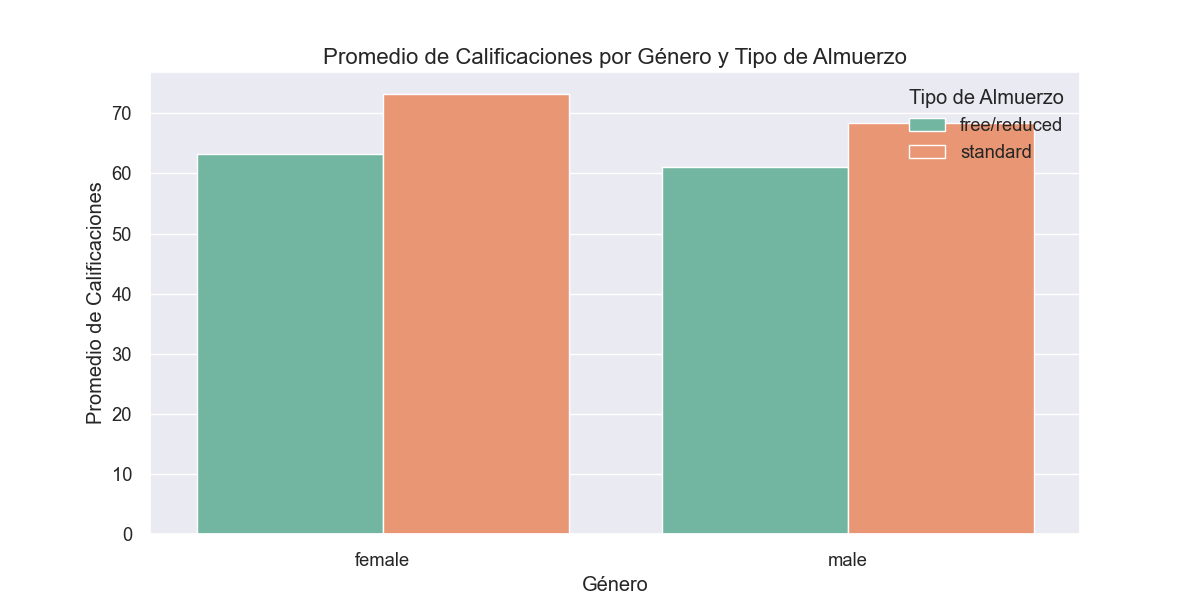 Promedio de Calificaciones por Género y Tipo de Almuerzo
Tipo de Almuerzo
free/reduced
standard
Promedio de Calificaciones
70
60
50
40
30
20
10
0
female
male
Género